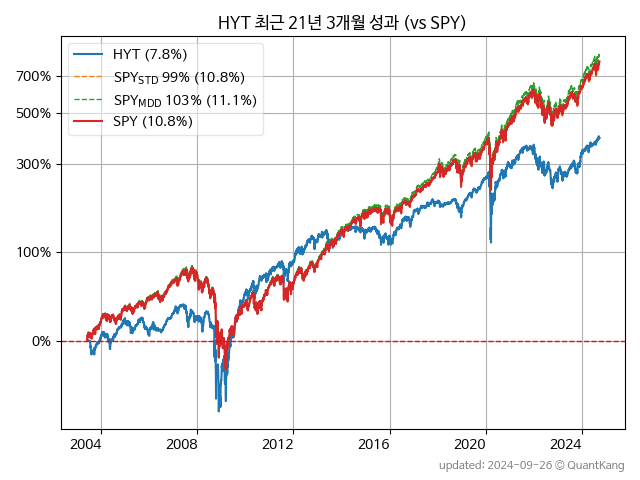 HYT 최근 21년 3개월 성과 (vs SPY)
HYT (7.8%)
SPY_STD 99% (10.8%)
SPY_MDD 103% (11.1%)
SPY (10.8%)
700%
500%
300%
100%
0%
2004 2008 2012 2016 2020 2024
updated: 2024-09-26 © QuantKang